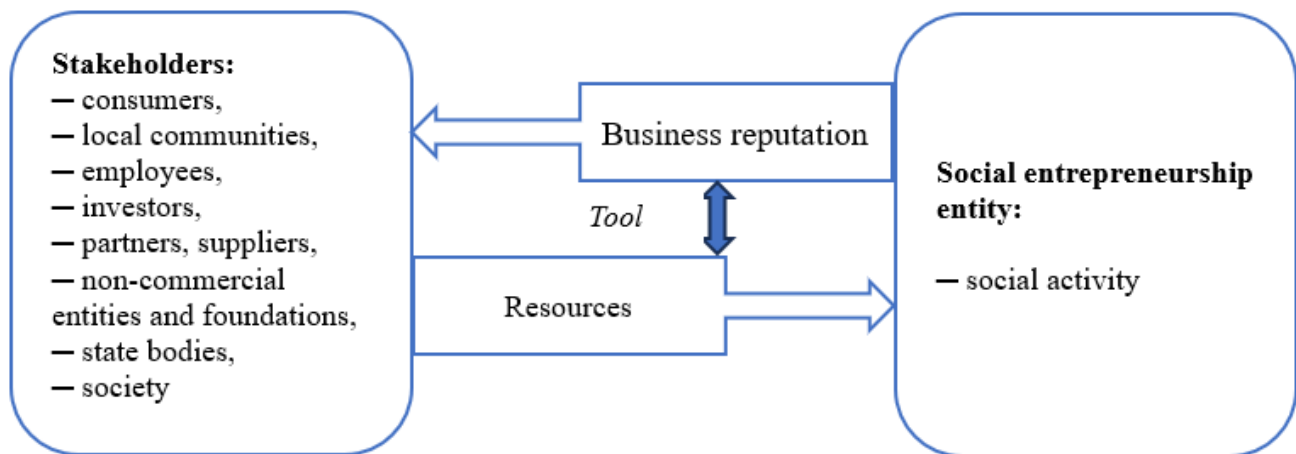 Stakeholders:
— consumers,
— local communities,
— employees,
— investors,
— partners, suppliers,
— non-commercial
entities and foundations,
— state bodies,
— society
Business reputation
Tool
Resources
Social entrepreneurship
entity:
— social activity